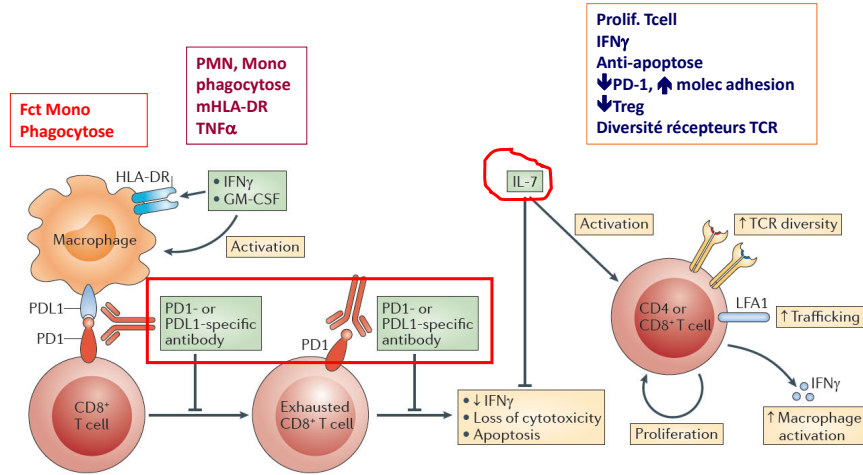 Prolif. Tcell
IFNγ
Anti-apoptose
🡇PD-1, 🡅 molec adhesion
🡇Treg
Diversité récepteurs TCR
PMN, Mono
phagocytose
mHLA-DR
TNFα
Fct Mono
Phagocytose
HLA-DR
• IFNγ
• GM-CSF
Macrophage
Activation
IL-7
Activation
↑ TCR diversity
PDL1
PD1
PD1- or
PDL1-specific
antibody
PD1
PD1- or
PDL1-specific
antibody
CD4 or
CD8⁺ T cell
LFA1
↑ Trafficking
CD8⁺
T cell
Exhausted
CD8⁺ T cell
• ↓ IFNγ
• Loss of cytotoxicity
• Apoptosis
Proliferation
IFNγ
↑ Macrophage
activation